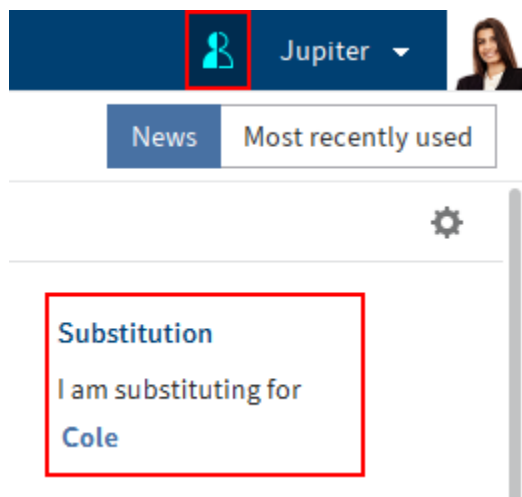 Jupiter
News
Most recently used
Substitution
I am substituting for
Cole